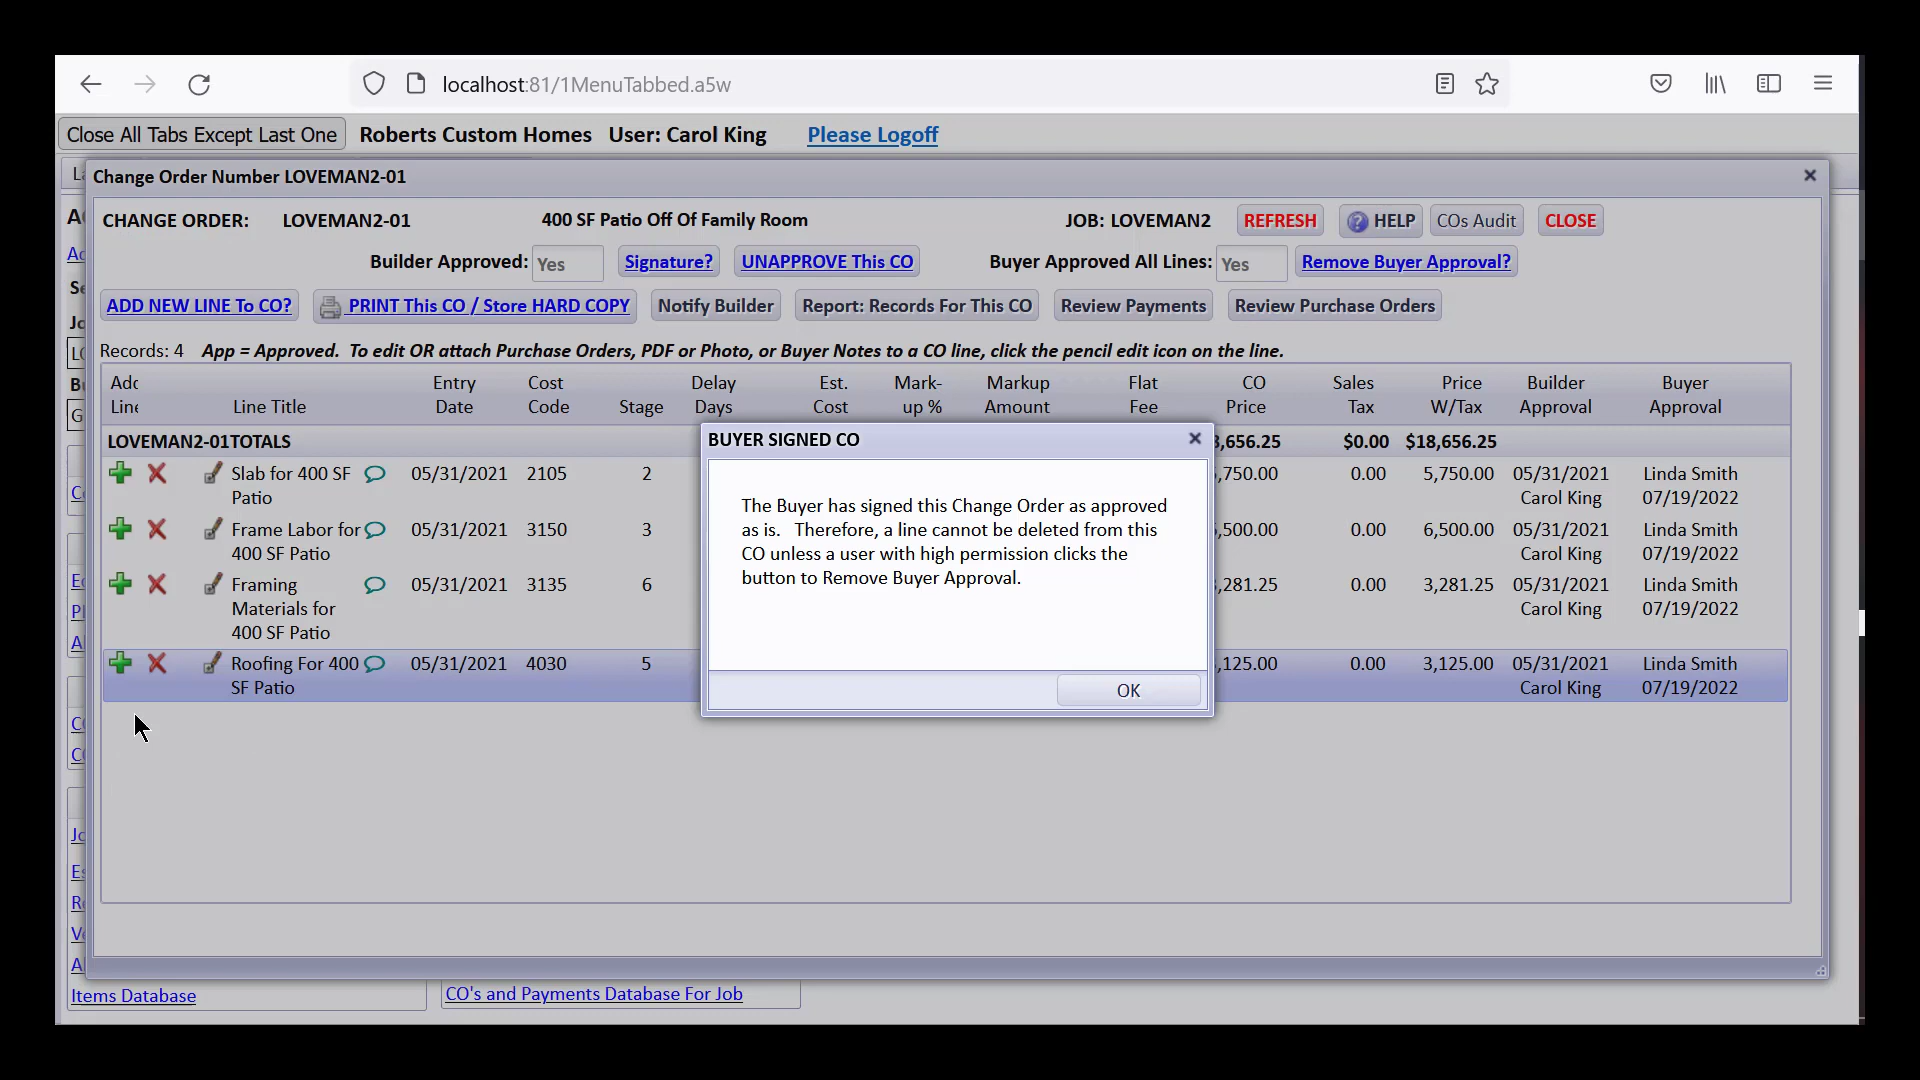 localhost:81/1MenuTabbed.a5w
Close All Tabs Except Last One Roberts Custom Homes User: Carol King Please Logoff
Change Order Number LOVEMAN2-01
CHANGE ORDER: LOVEMAN2-01 400 SF Patio Off Of Family Room JOB: LOVEMAN2 REFRESH HELP COs Audit CLOSE
Builder Approved: Yes Signature? UNAPPROVE This CO Buyer Approved All Lines: Yes Remove Buyer Approval?
ADD NEW LINE To CO? PRINT This CO / Store HARD COPY Notify Builder Report: Records For This CO Review Payments Review Purchase Orders
Records: 4 App = Approved. To edit OR attach Purchase Orders, PDF or Photo, or Buyer Notes to a CO line, click the pencil edit icon on the line.
Entry Cost Delay Est. Mark- Markup Flat CO Sales Price Builder Buyer
Line Title Date Code Stage Days Cost up % Amount Fee Price Tax W/Tax Approval Approval
LOVEMAN2-01TOTALS ,656.25 $0.00 $18,656.25
Slab for 400 SF 05/31/2021 2105 2 ,750.00 0.00 5,750.00 05/31/2021 Linda Smith
Patio Carol King 07/19/2022
Frame Labor for 05/31/2021 3150 3 ,500.00 0.00 6,500.00 05/31/2021 Linda Smith
400 SF Patio Carol King 07/19/2022
Framing 05/31/2021 3135 6 ,281.25 0.00 3,281.25 05/31/2021 Linda Smith
Materials for Carol King 07/19/2022
400 SF Patio
Roofing For 400 05/31/2021 4030 5 ,125.00 0.00 3,125.00 05/31/2021 Linda Smith
SF Patio Carol King 07/19/2022
BUYER SIGNED CO
The Buyer has signed this Change Order as approved
as is. Therefore, a line cannot be deleted from this
CO unless a user with high permission clicks the
button to Remove Buyer Approval.
OK
Items Database CO's and Payments Database For Job